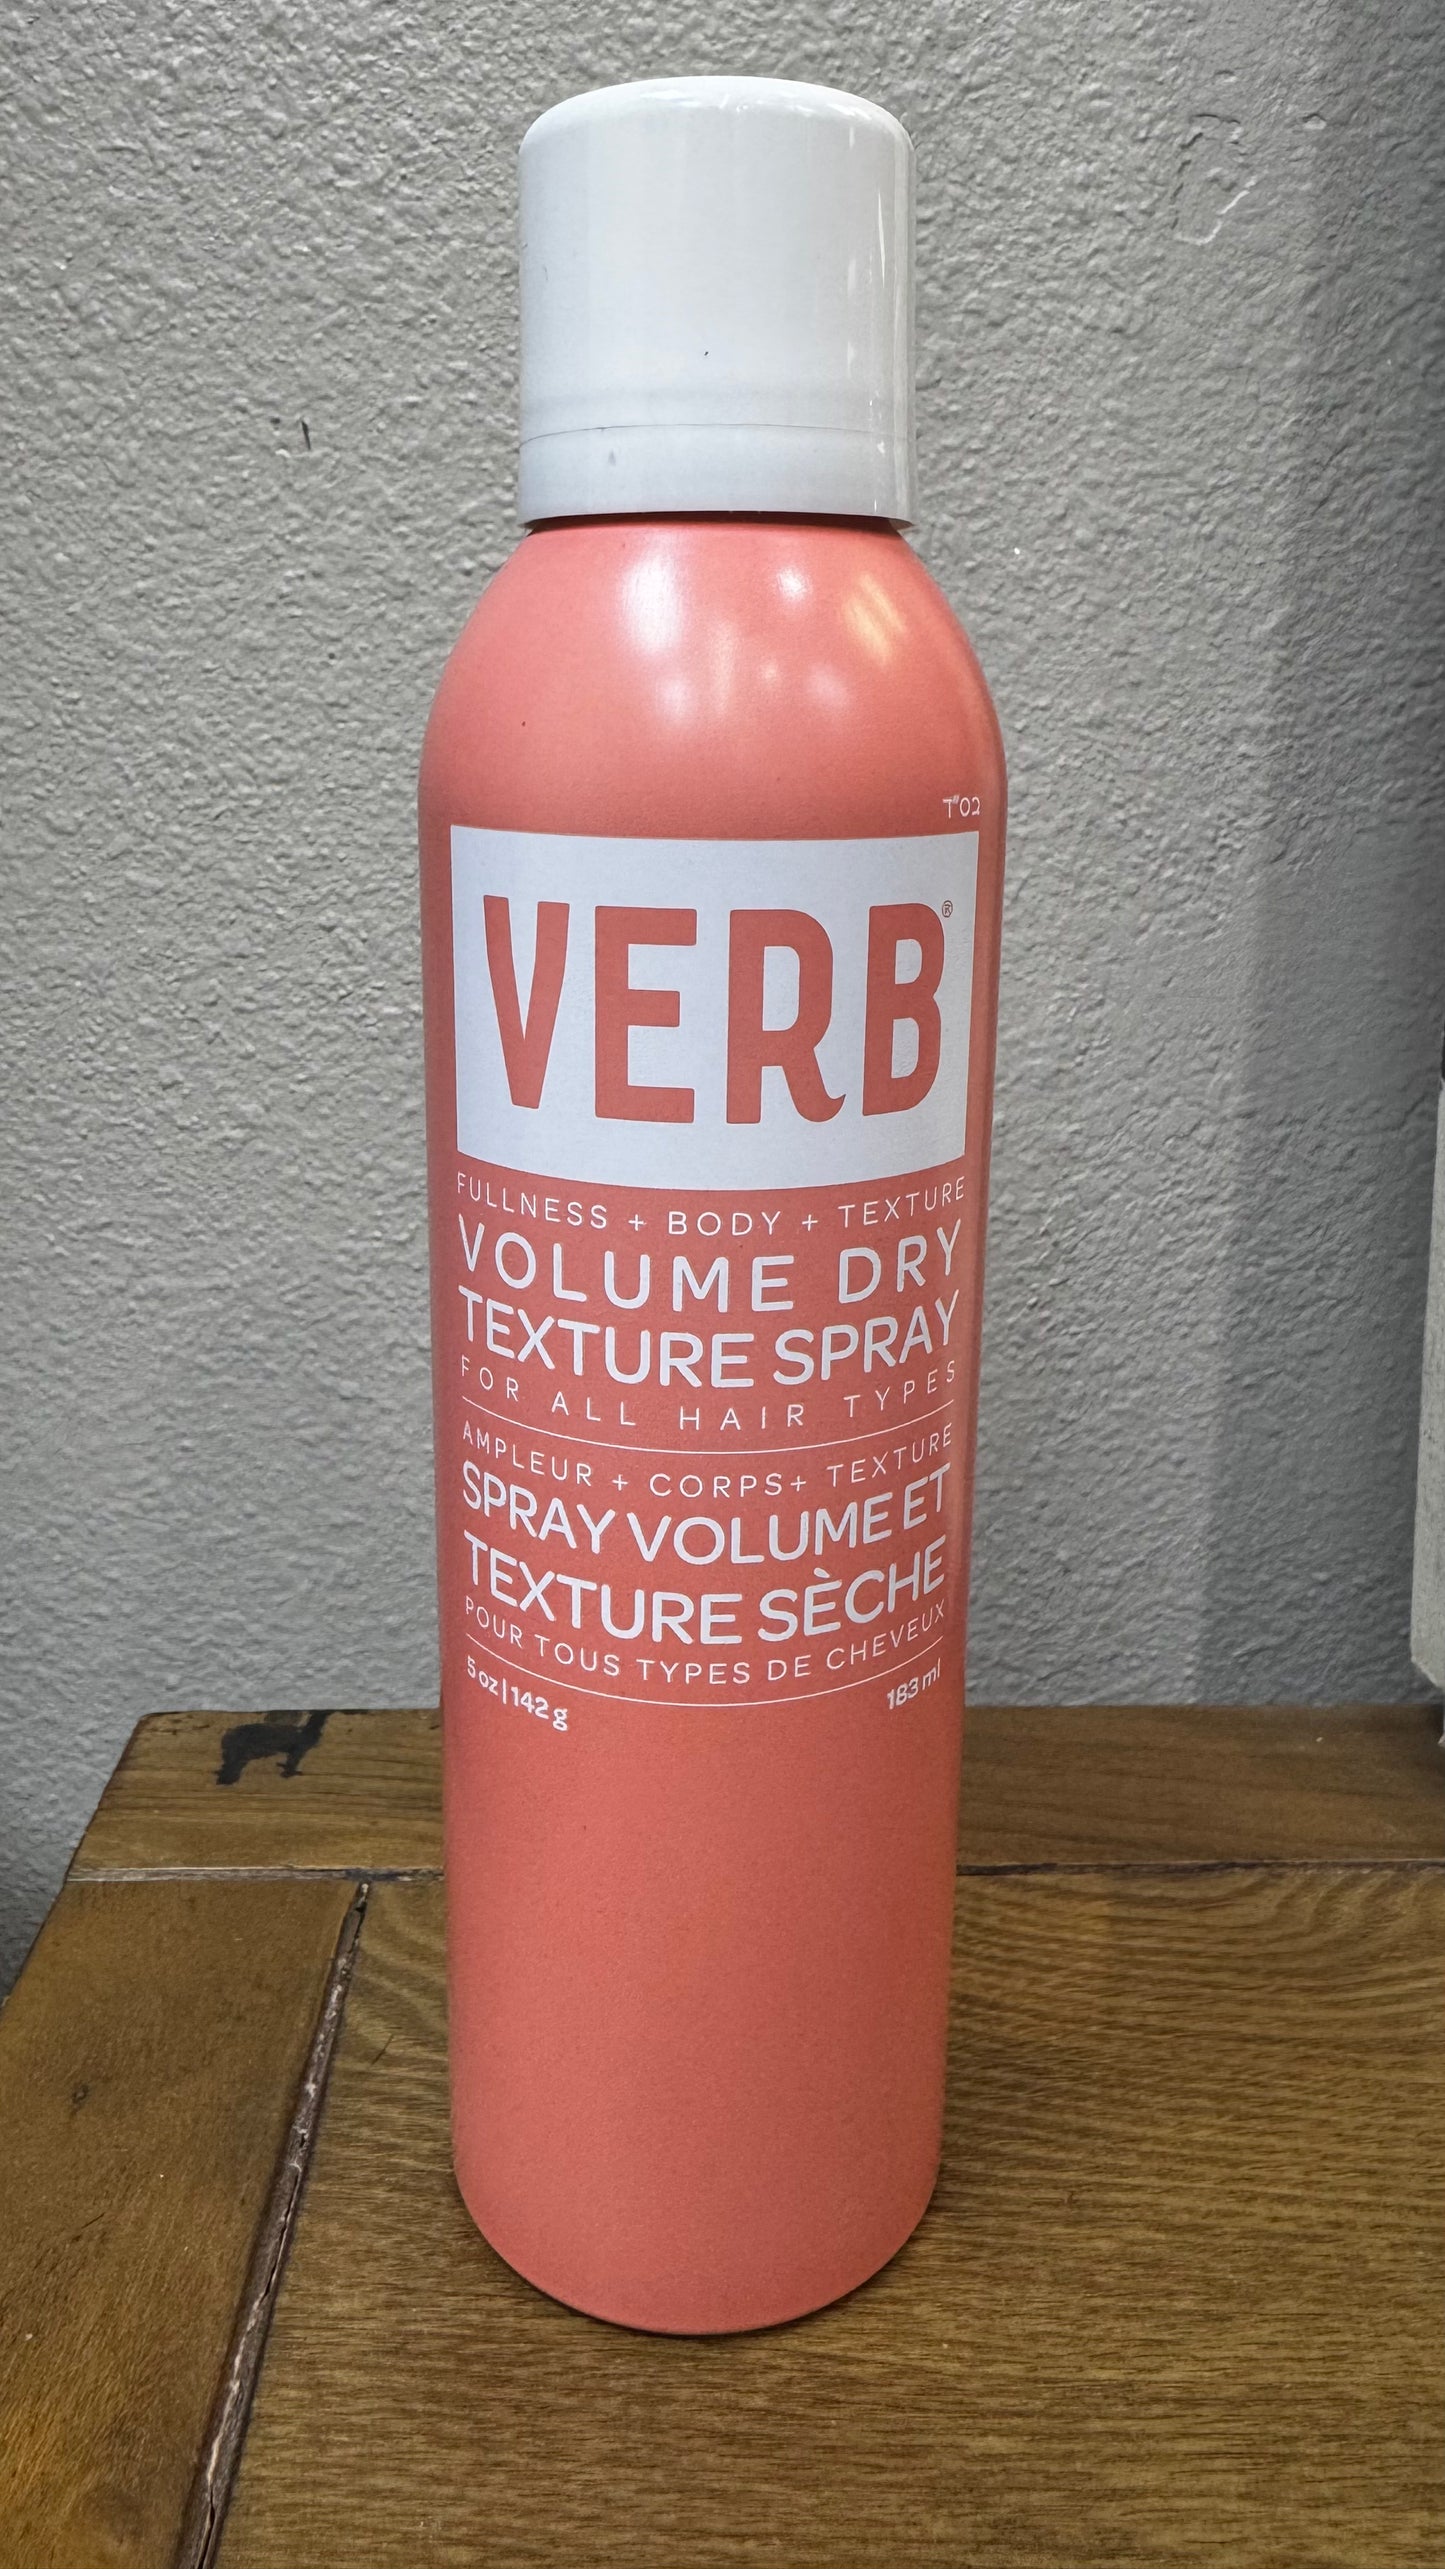 בס"ד
VERB®
FULLNESS + BODY + TEXTURE
VOLUME DRY
TEXTURE SPRAY
FOR ALL HAIR TYPES
AMPLEUR + CORPS+ TEXTURE
SPRAY VOLUME ET
TEXTURE SÈCHE
POUR TOUS TYPES DE CHEVEUX
5 oz | 142 g 183 ml